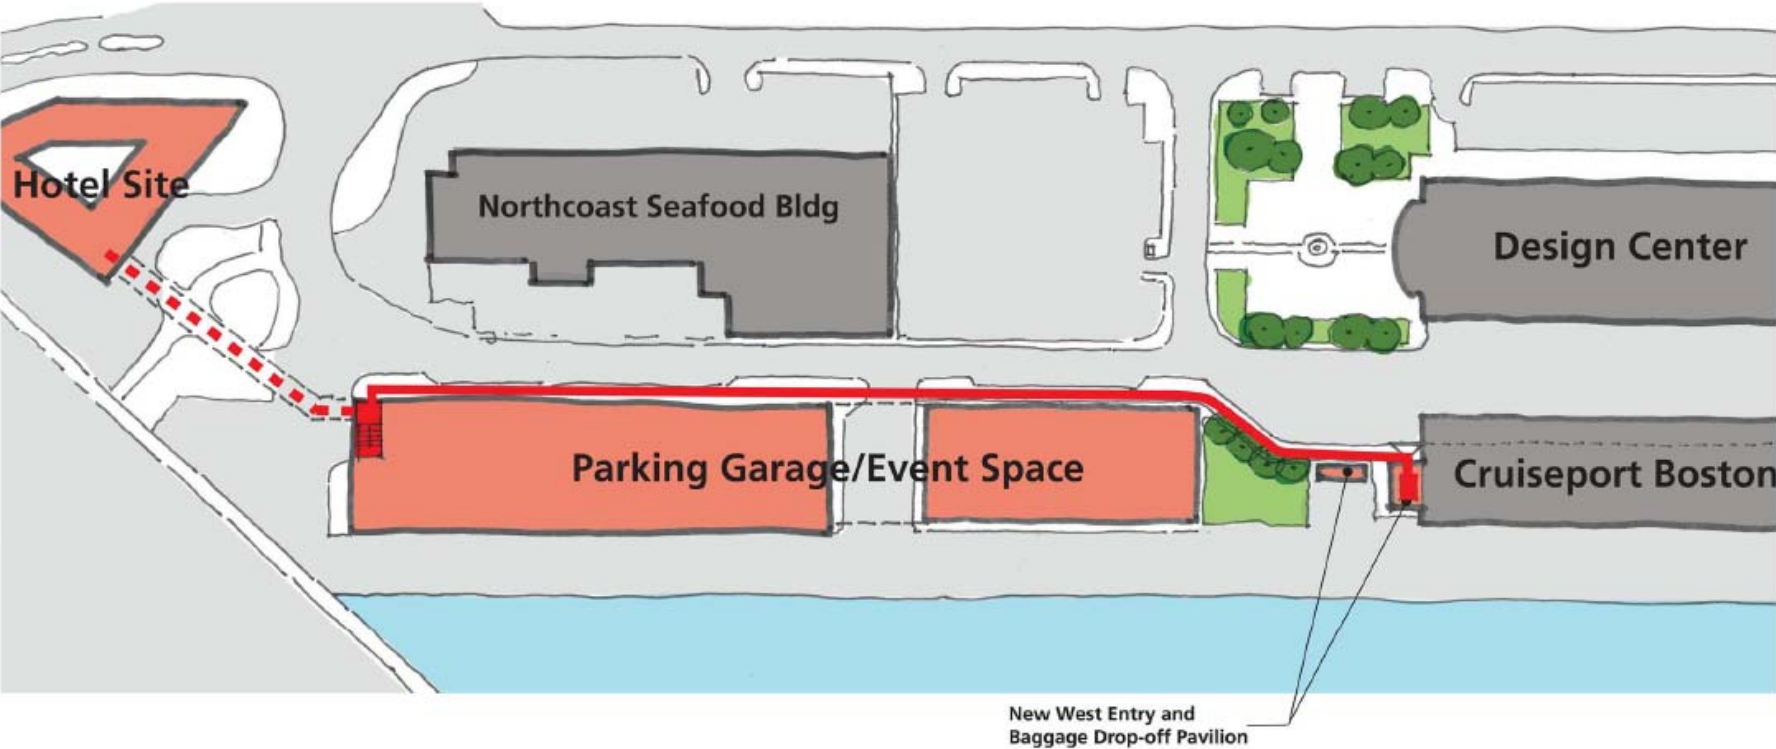 Hotel Site
Northcoast Seafood Bldg
Design Center
Parking Garage/Event Space
Cruiseport Boston
New West Entry and
Baggage Drop-off Pavilion